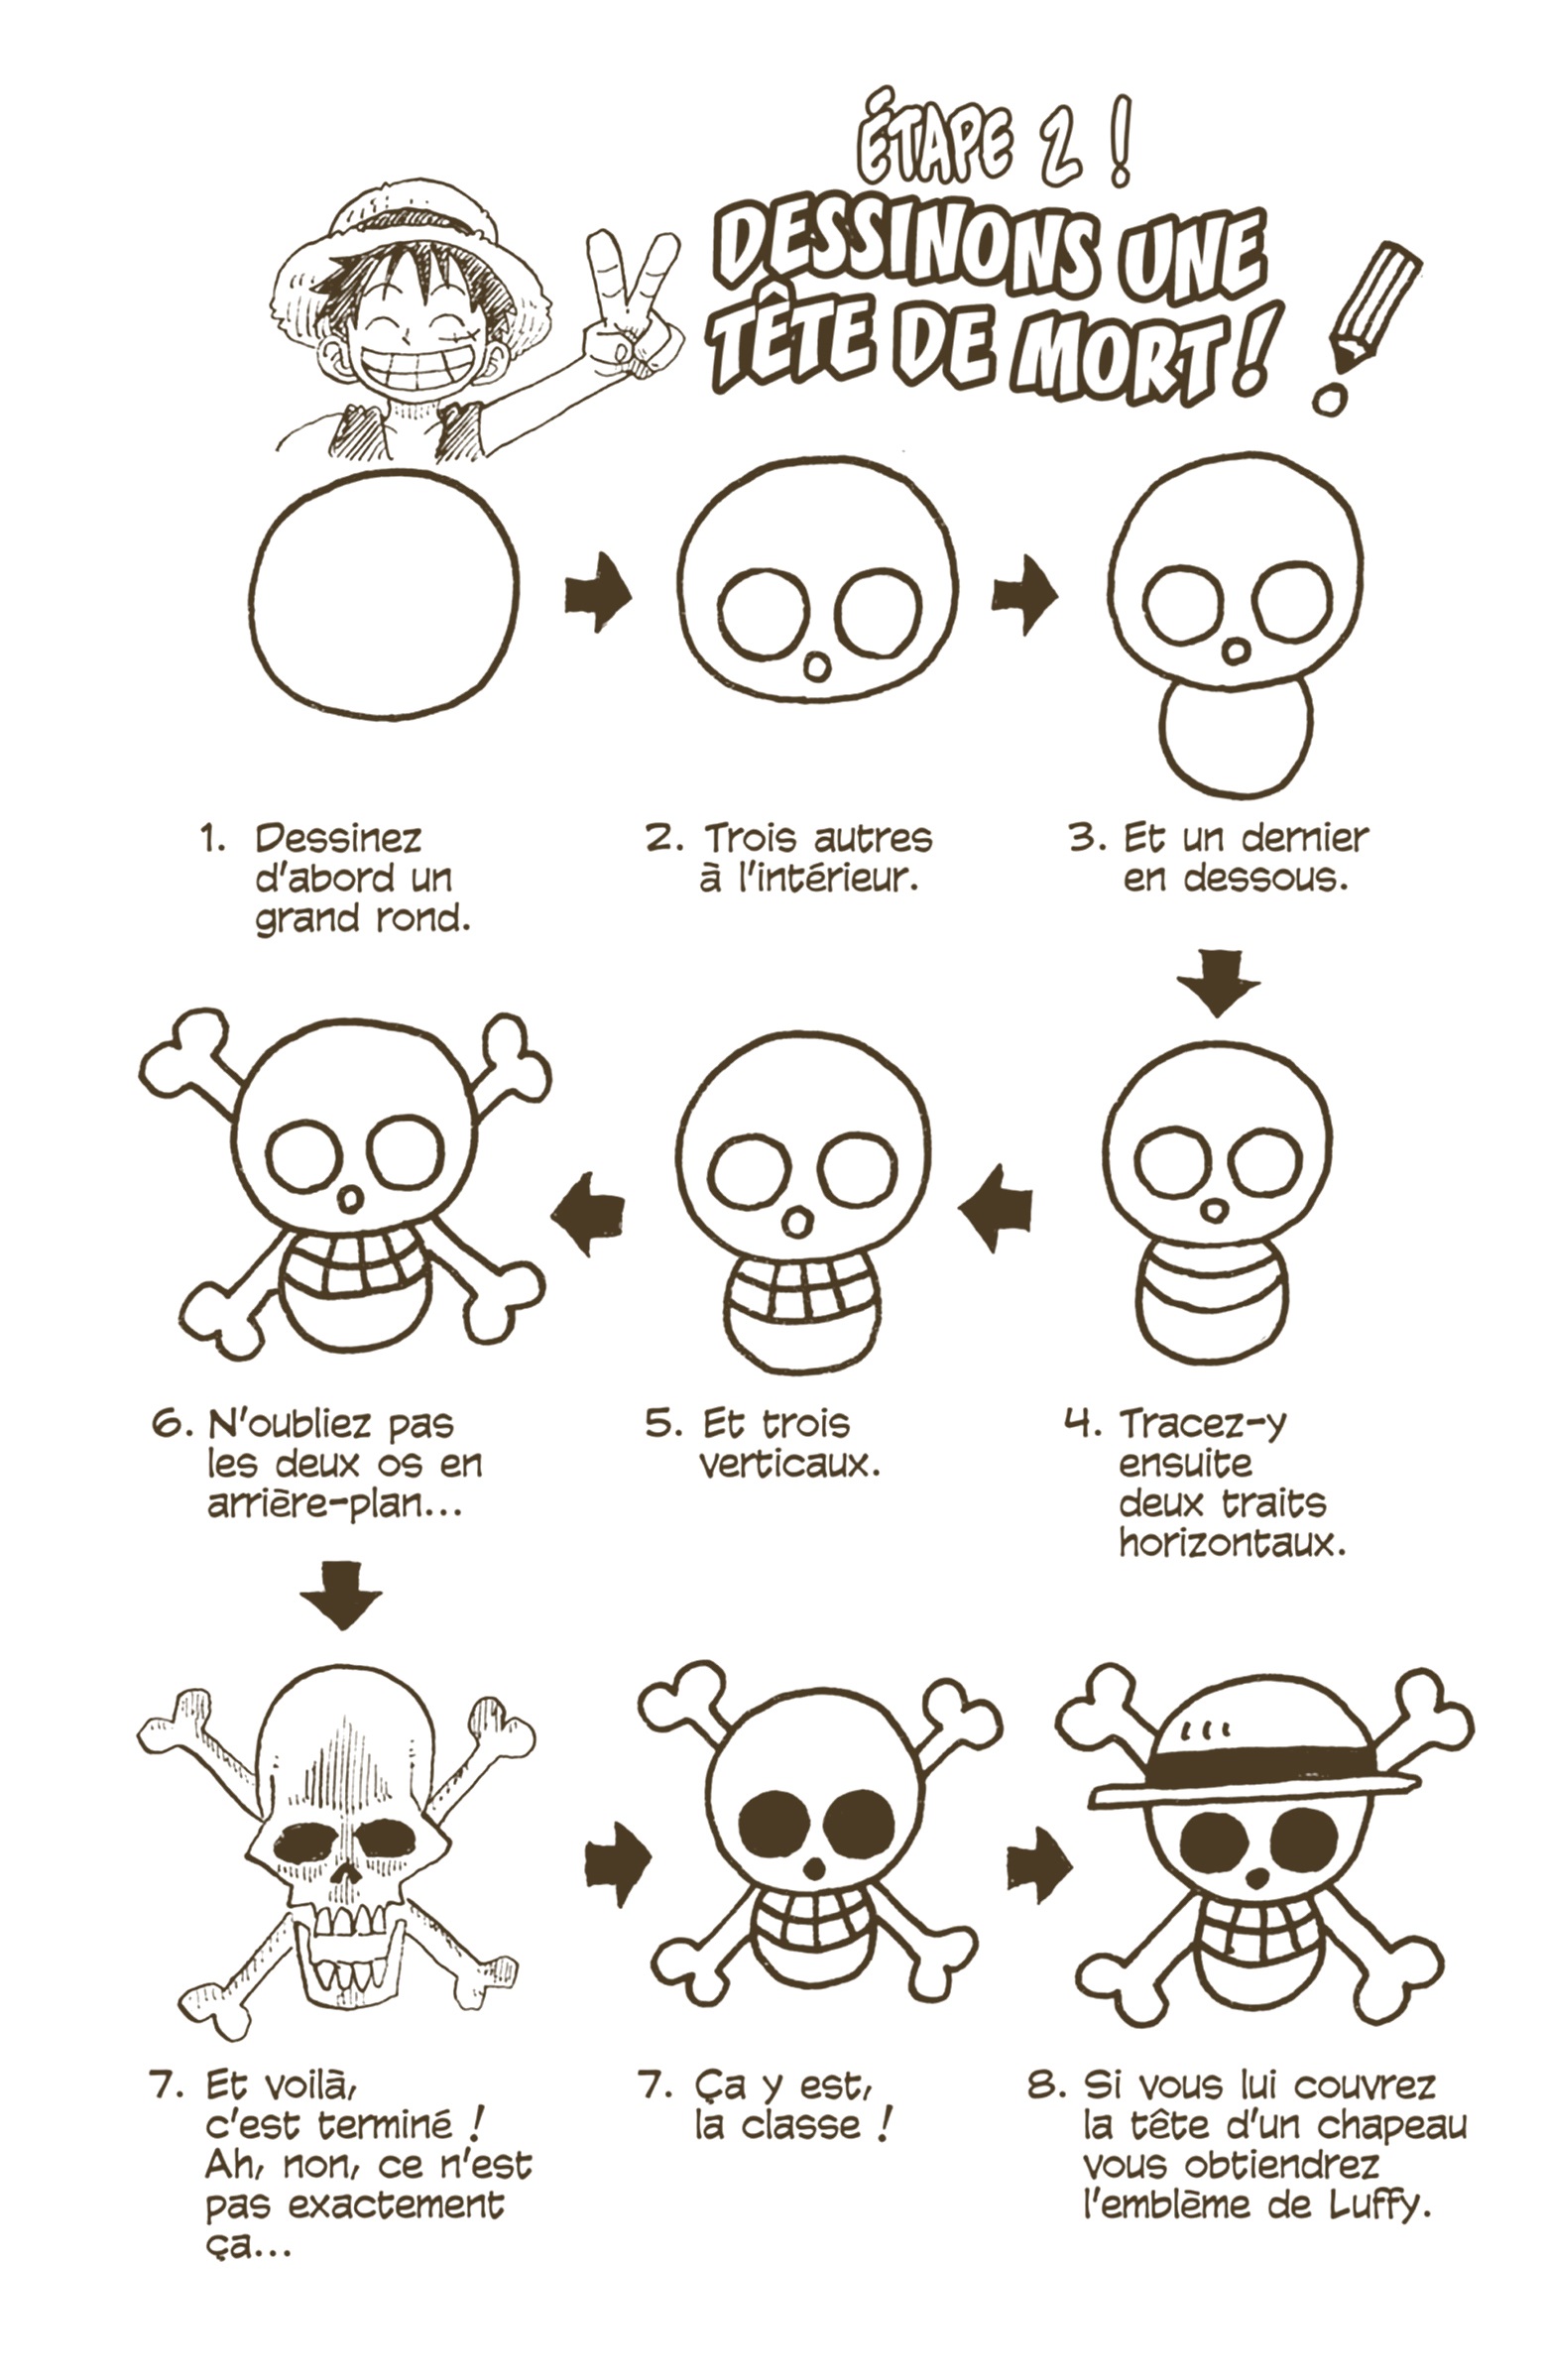 ÉTAPE 2 !
DESSINONS UNE
TÊTE DE MORT !
1. Dessinez
d'abord un
grand rond.
2. Trois autres
à l'intérieur.
3. Et un dernier
en dessous.
4. Tracez-y
ensuite
deux traits
horizontaux.
5. Et trois
verticaux.
6. N'oubliez pas
les deux os en
arrière-plan...
7. Et voilà,
c'est terminé !
Ah, non, ce n'est
pas exactement
ça...
7. Ça y est,
la classe !
8. Si vous lui couvrez
la tête d'un chapeau
vous obtiendrez
l'emblème de Luffy.